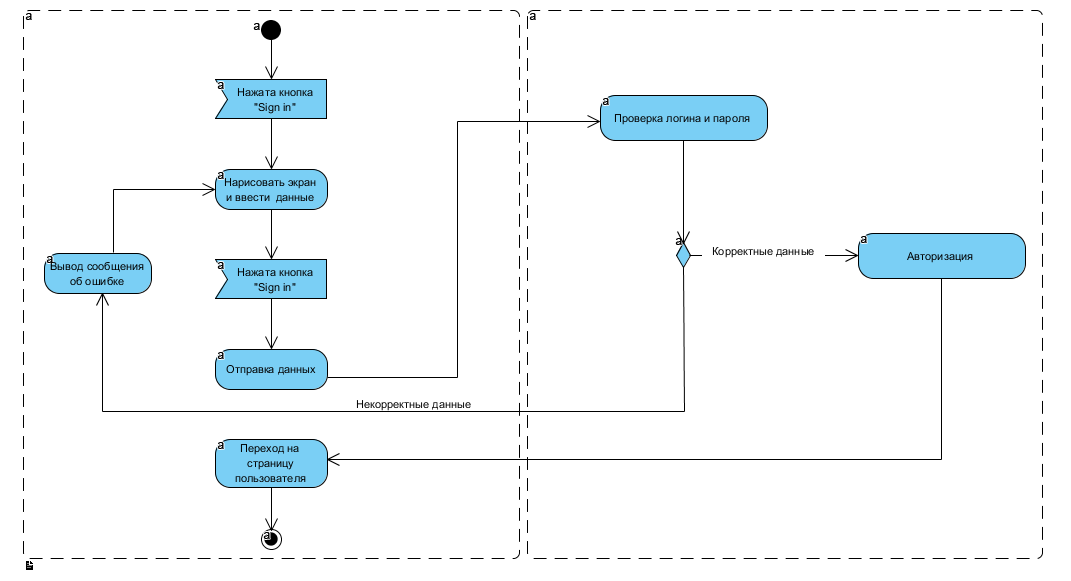 a
a
a
a
Нажата кнопка
"Sign in"
a
Проверка логина и пароля
a
Нарисовать экран
и ввести  данные
a
Вывод сообщения
об ошибке
a
Нажата кнопка
"Sign in"
a
Корректные данные
a
Авторизация
a
Отправка данных
Некорректные данные
a
Переход на
страницу
пользователя
a